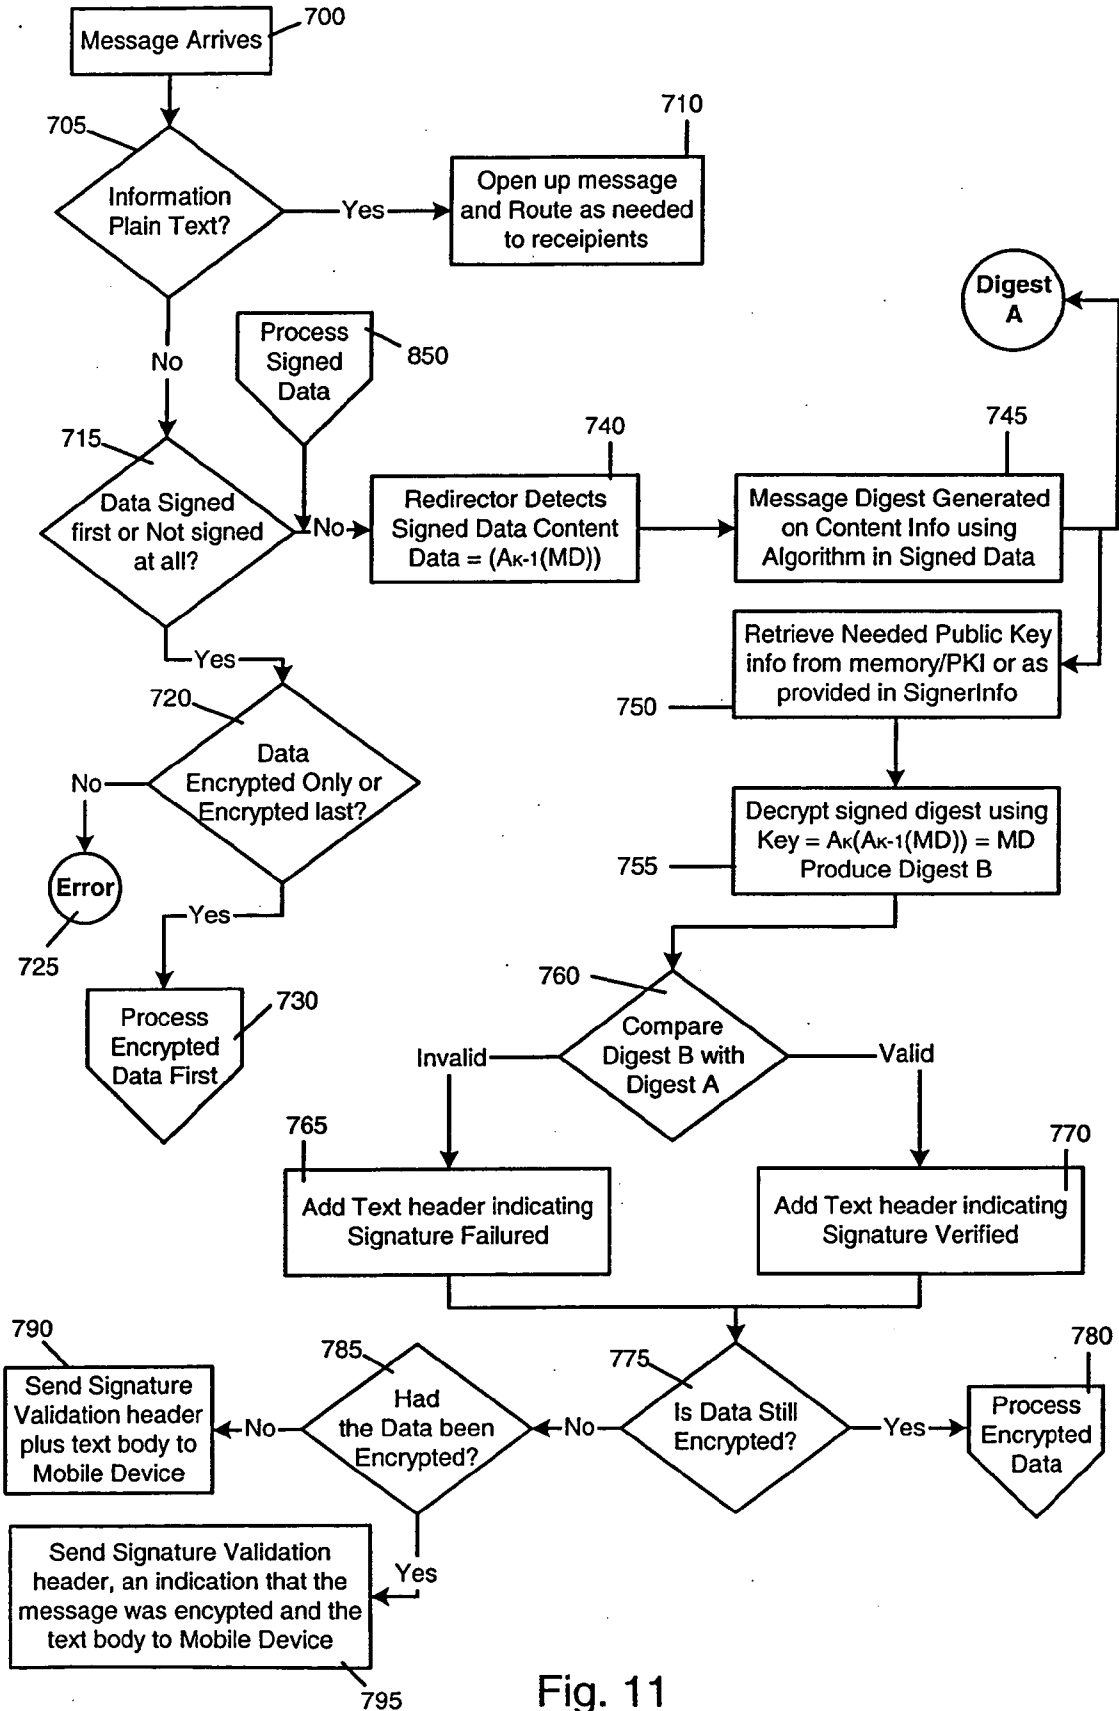 700
Message Arrives
705
Information
Plain Text?
Yes
710
Open up message
and Route as needed
to receipients
Digest
A
No
Process
Signed
Data
850
715
Data Signed
first or Not signed
at all?
No
740
Redirector Detects
Signed Data Content
Data = (AK-1(MD))
745
Message Digest Generated
on Content Info using
Algorithm in Signed Data
Yes
720
Data
Encrypted Only or
Encrypted last?
No
Error
725
Yes
730
Process
Encrypted
Data First
Retrieve Needed Public Key
info from memory/PKI or as
provided in SignerInfo
750
Decrypt signed digest using
Key = AK(AK-1(MD)) = MD
Produce Digest B
755
760
Compare
Digest B with
Digest A
Invalid
Valid
765
Add Text header indicating
Signature Failured
770
Add Text header indicating
Signature Verified
775
Is Data Still
Encrypted?
Yes
780
Process
Encrypted
Data
No
785
Had
the Data been
Encrypted?
No
790
Send Signature
Validation header
plus text body to
Mobile Device
Yes
Send Signature Validation
header, an indication that the
message was encypted and the
text body to Mobile Device
795
Fig. 11